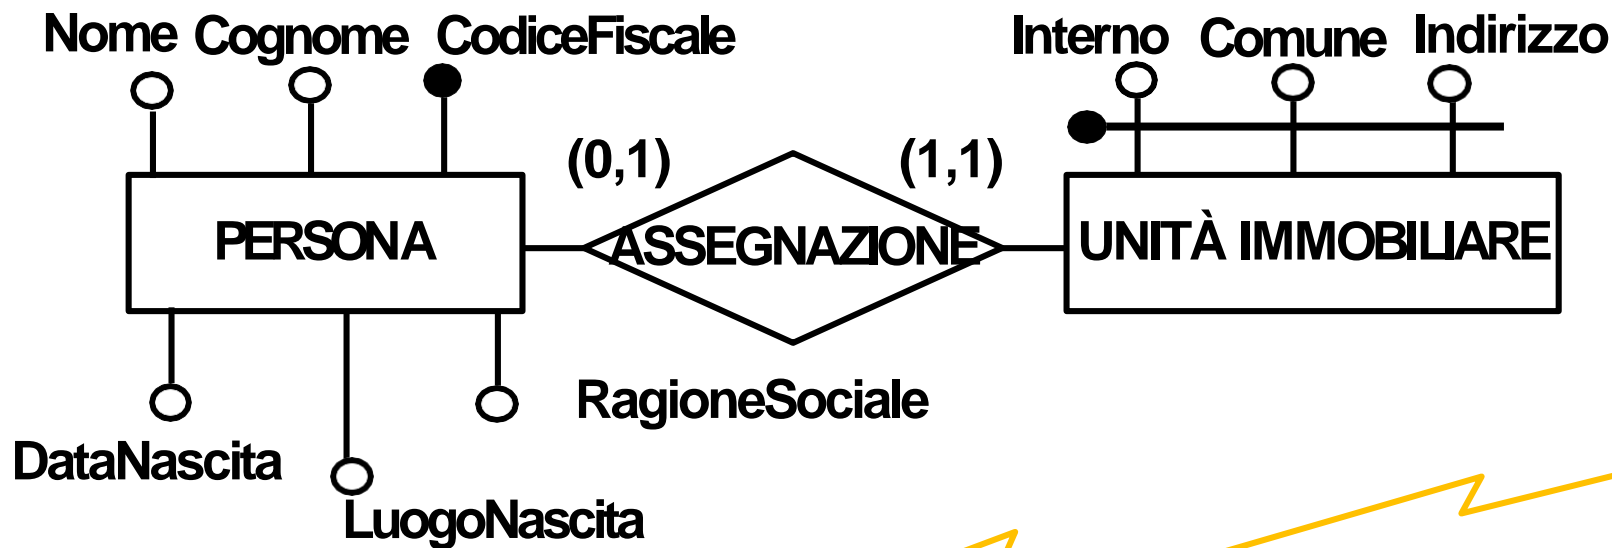 Nome Cognome CodiceFiscale Interno Comune Indirizzo
(0,1) (1,1)
PERSONA ASSEGNAZIONE UNITÀ IMMOBILIARE
RagioneSociale
DataNascita
LuogoNascita